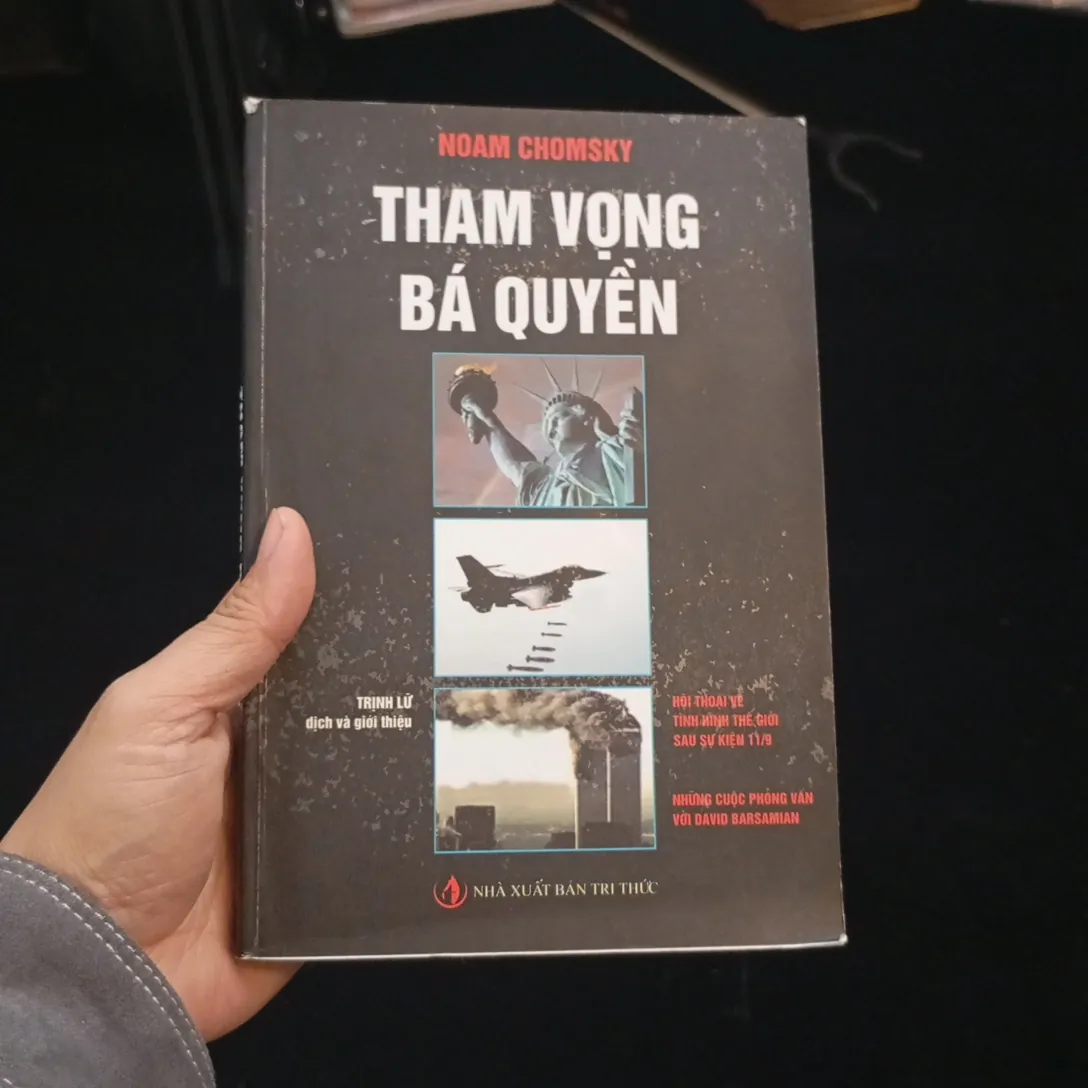 NOAM CHOMSKY
THAM VỌNG
BÁ QUYỀN
TRỊNH LỮ
dịch và giới thiệu
HỘI THOẠI VỀ
TÌNH HÌNH THẾ GIỚI
SAU SỰ KIỆN 11/9
NHỮNG CUỘC PHỎNG VẤN
VỚI DAVID BARSAMIAN
NHÀ XUẤT BẢN TRI THỨC